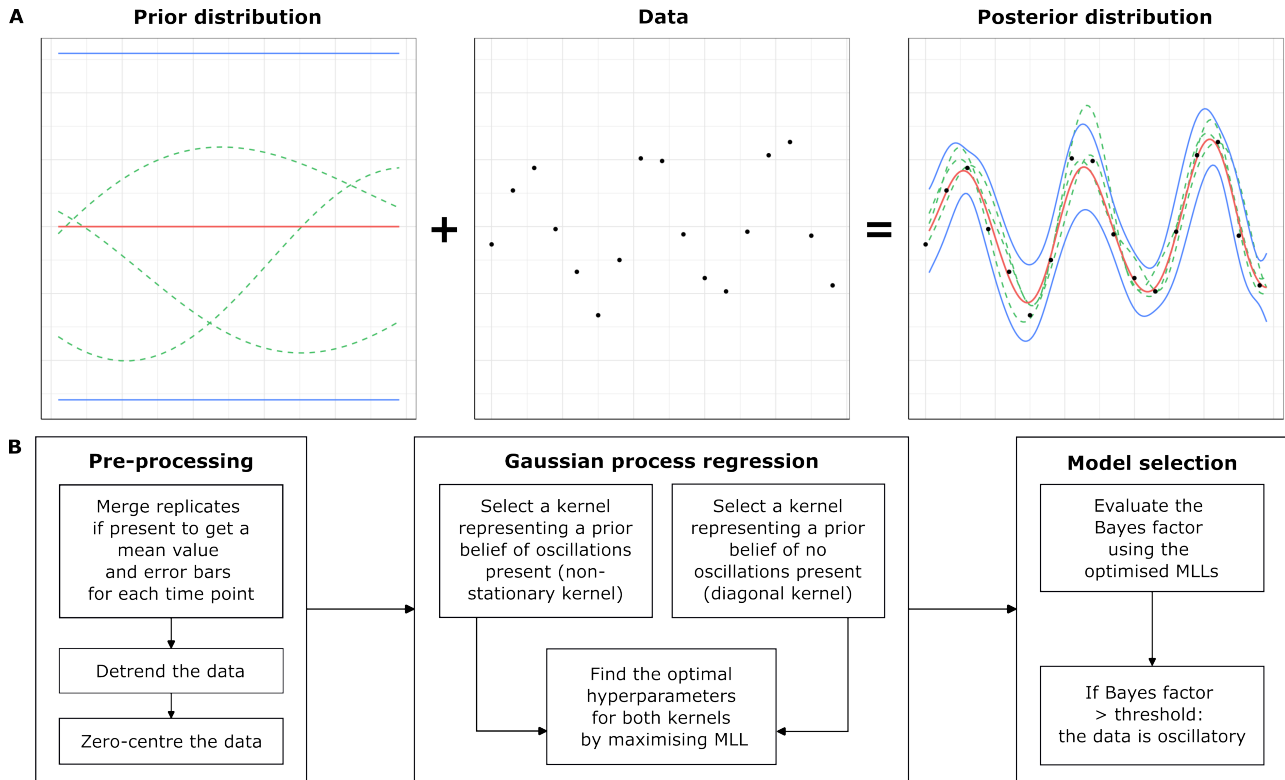 A
Prior distribution
Data
Posterior distribution
+
=
B
Pre-processing
Merge replicates
if present to get a
mean value
and error bars
for each time point
Detrend the data
Zero-centre the data
Gaussian process regression
Select a kernel
representing a prior
belief of oscillations
present (non-
stationary kernel)
Select a kernel
representing a prior
belief of no
oscillations present
(diagonal kernel)
Find the optimal
hyperparameters
for both kernels
by maximising MLL
Model selection
Evaluate the
Bayes factor
using the
optimised MLLs
If Bayes factor
> threshold:
the data is oscillatory